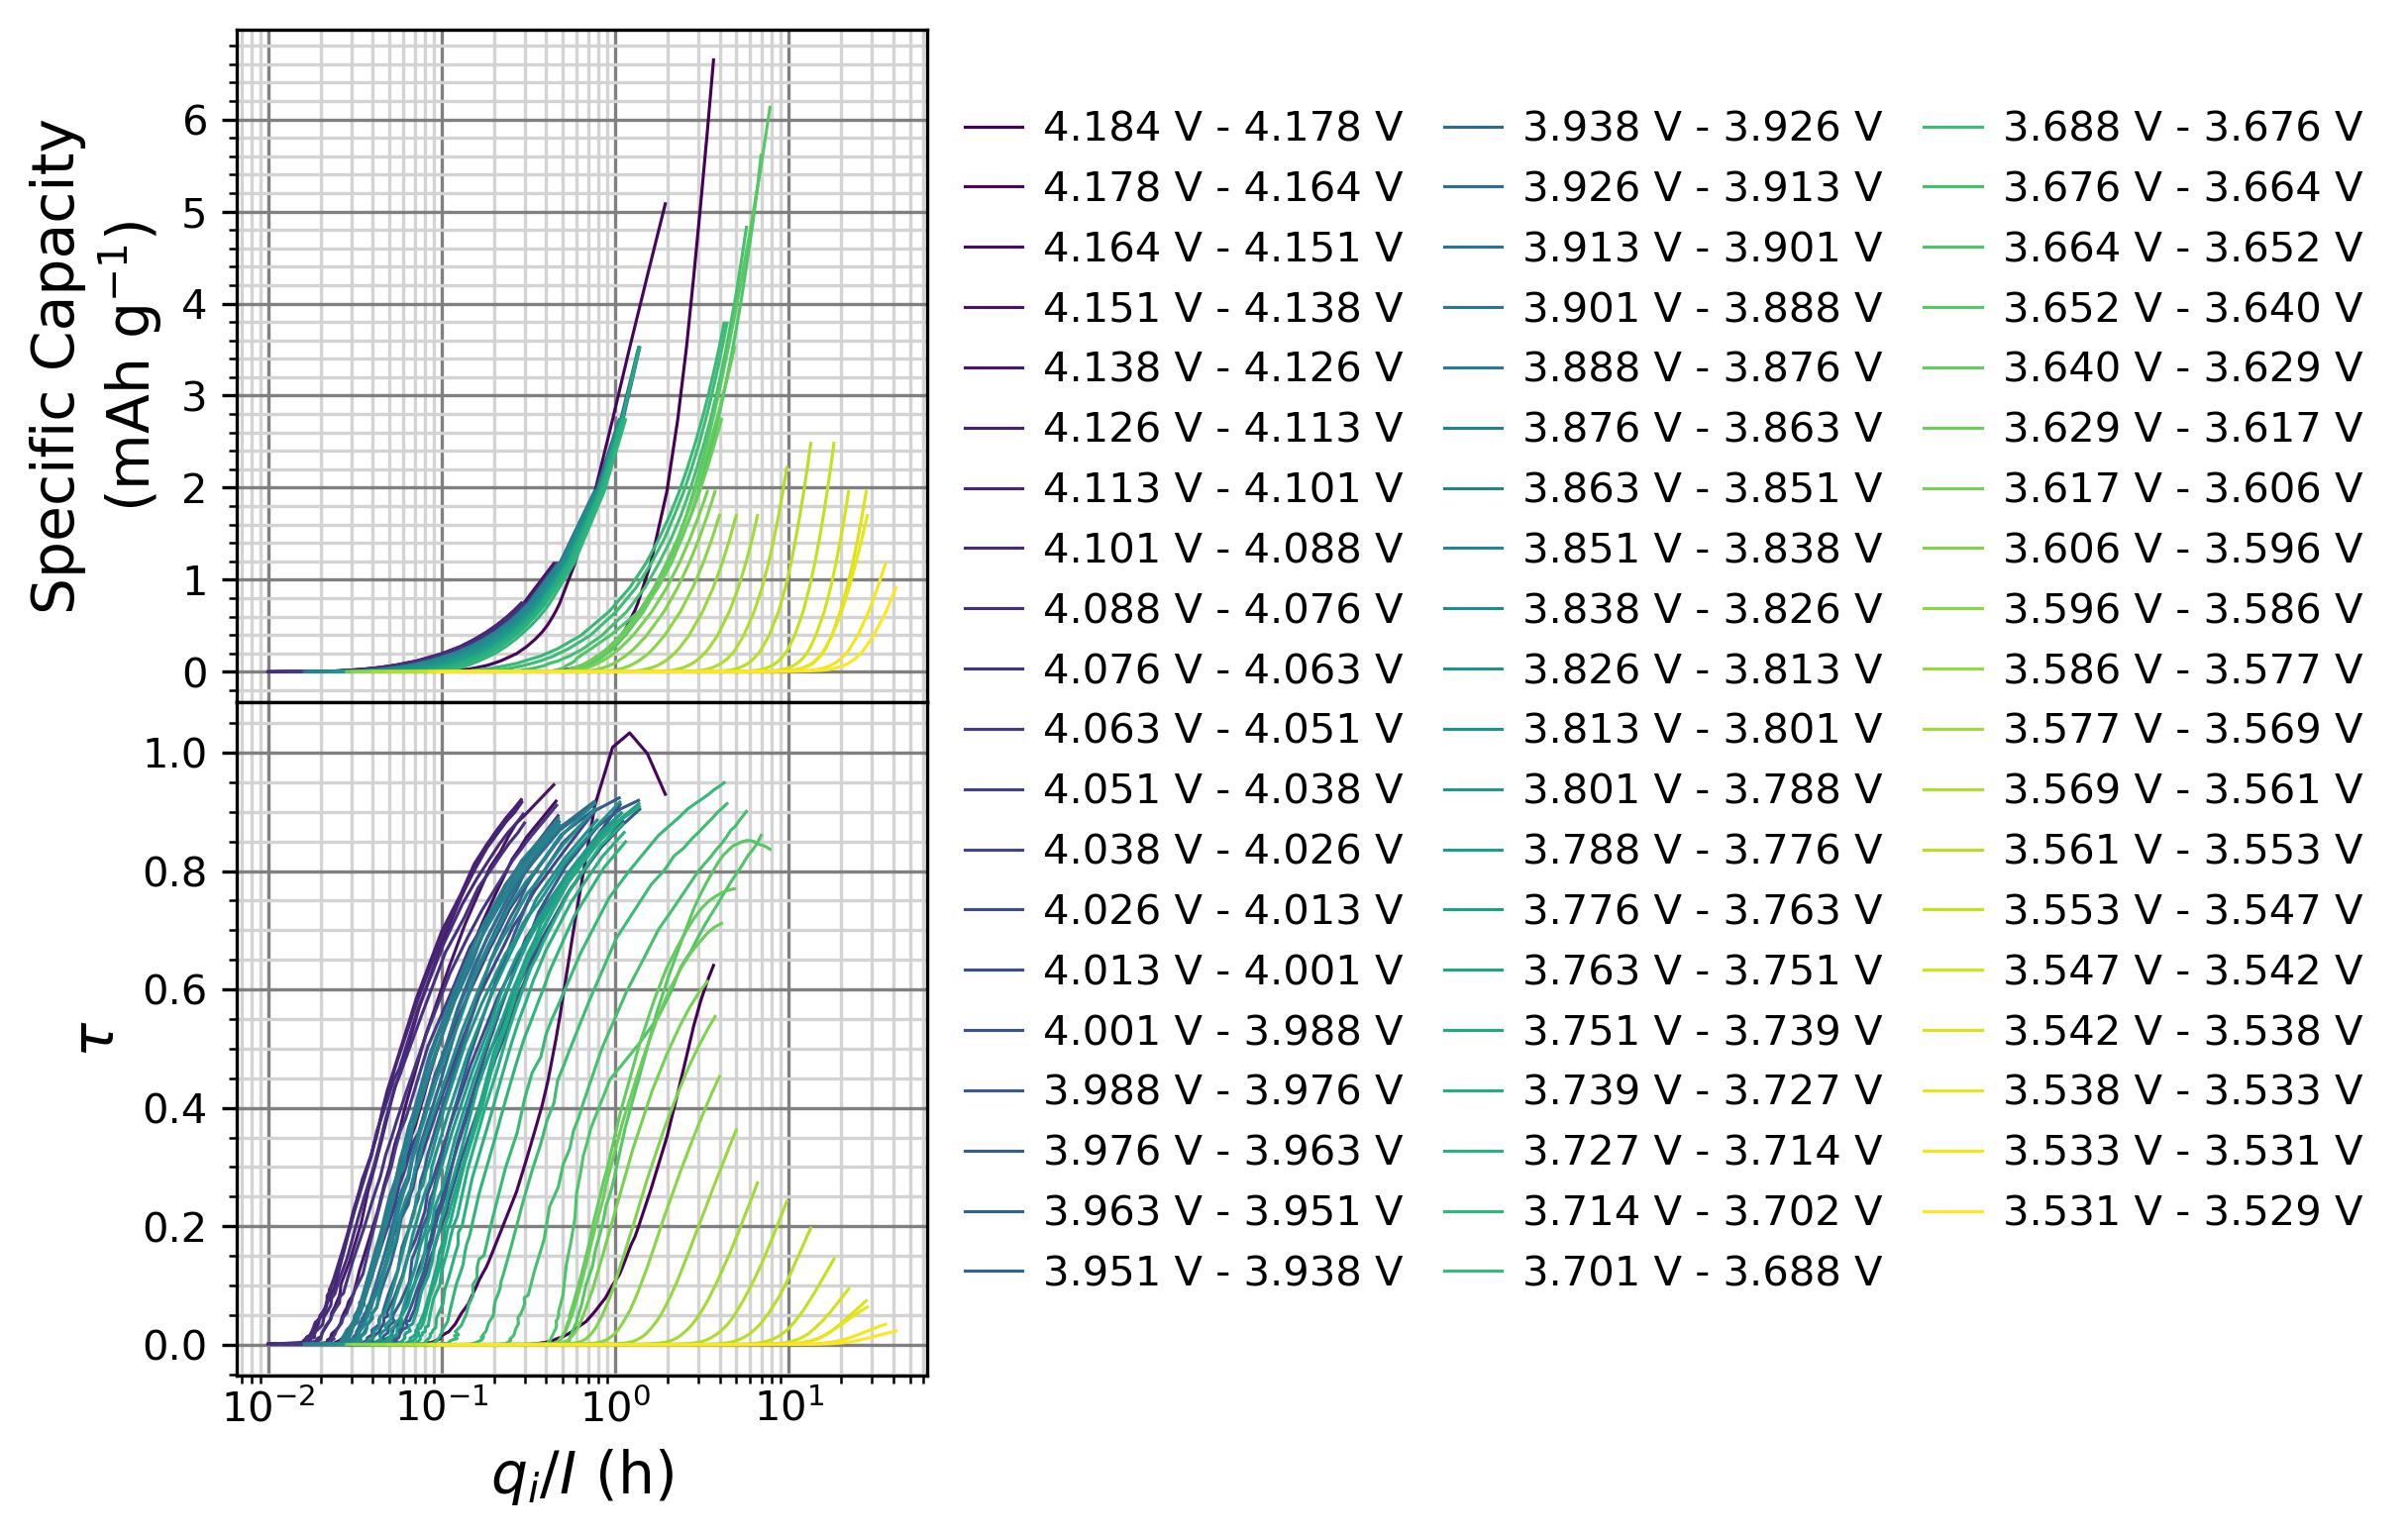 Specific Capacity
(mAh g⁻¹)
6
5
4
3
2
1
0
τ
1.0
0.8
0.6
0.4
0.2
0.0
10⁻² 10⁻¹ 10⁰ 10¹
qᵢ/I (h)
4.184 V - 4.178 V
4.178 V - 4.164 V
4.164 V - 4.151 V
4.151 V - 4.138 V
4.138 V - 4.126 V
4.126 V - 4.113 V
4.113 V - 4.101 V
4.101 V - 4.088 V
4.088 V - 4.076 V
4.076 V - 4.063 V
4.063 V - 4.051 V
4.051 V - 4.038 V
4.038 V - 4.026 V
4.026 V - 4.013 V
4.013 V - 4.001 V
4.001 V - 3.988 V
3.988 V - 3.976 V
3.976 V - 3.963 V
3.963 V - 3.951 V
3.951 V - 3.938 V
3.938 V - 3.926 V
3.926 V - 3.913 V
3.913 V - 3.901 V
3.901 V - 3.888 V
3.888 V - 3.876 V
3.876 V - 3.863 V
3.863 V - 3.851 V
3.851 V - 3.838 V
3.838 V - 3.826 V
3.826 V - 3.813 V
3.813 V - 3.801 V
3.801 V - 3.788 V
3.788 V - 3.776 V
3.776 V - 3.763 V
3.763 V - 3.751 V
3.751 V - 3.739 V
3.739 V - 3.727 V
3.727 V - 3.714 V
3.714 V - 3.702 V
3.701 V - 3.688 V
3.688 V - 3.676 V
3.676 V - 3.664 V
3.664 V - 3.652 V
3.652 V - 3.640 V
3.640 V - 3.629 V
3.629 V - 3.617 V
3.617 V - 3.606 V
3.606 V - 3.596 V
3.596 V - 3.586 V
3.586 V - 3.577 V
3.577 V - 3.569 V
3.569 V - 3.561 V
3.561 V - 3.553 V
3.553 V - 3.547 V
3.547 V - 3.542 V
3.542 V - 3.538 V
3.538 V - 3.533 V
3.533 V - 3.531 V
3.531 V - 3.529 V